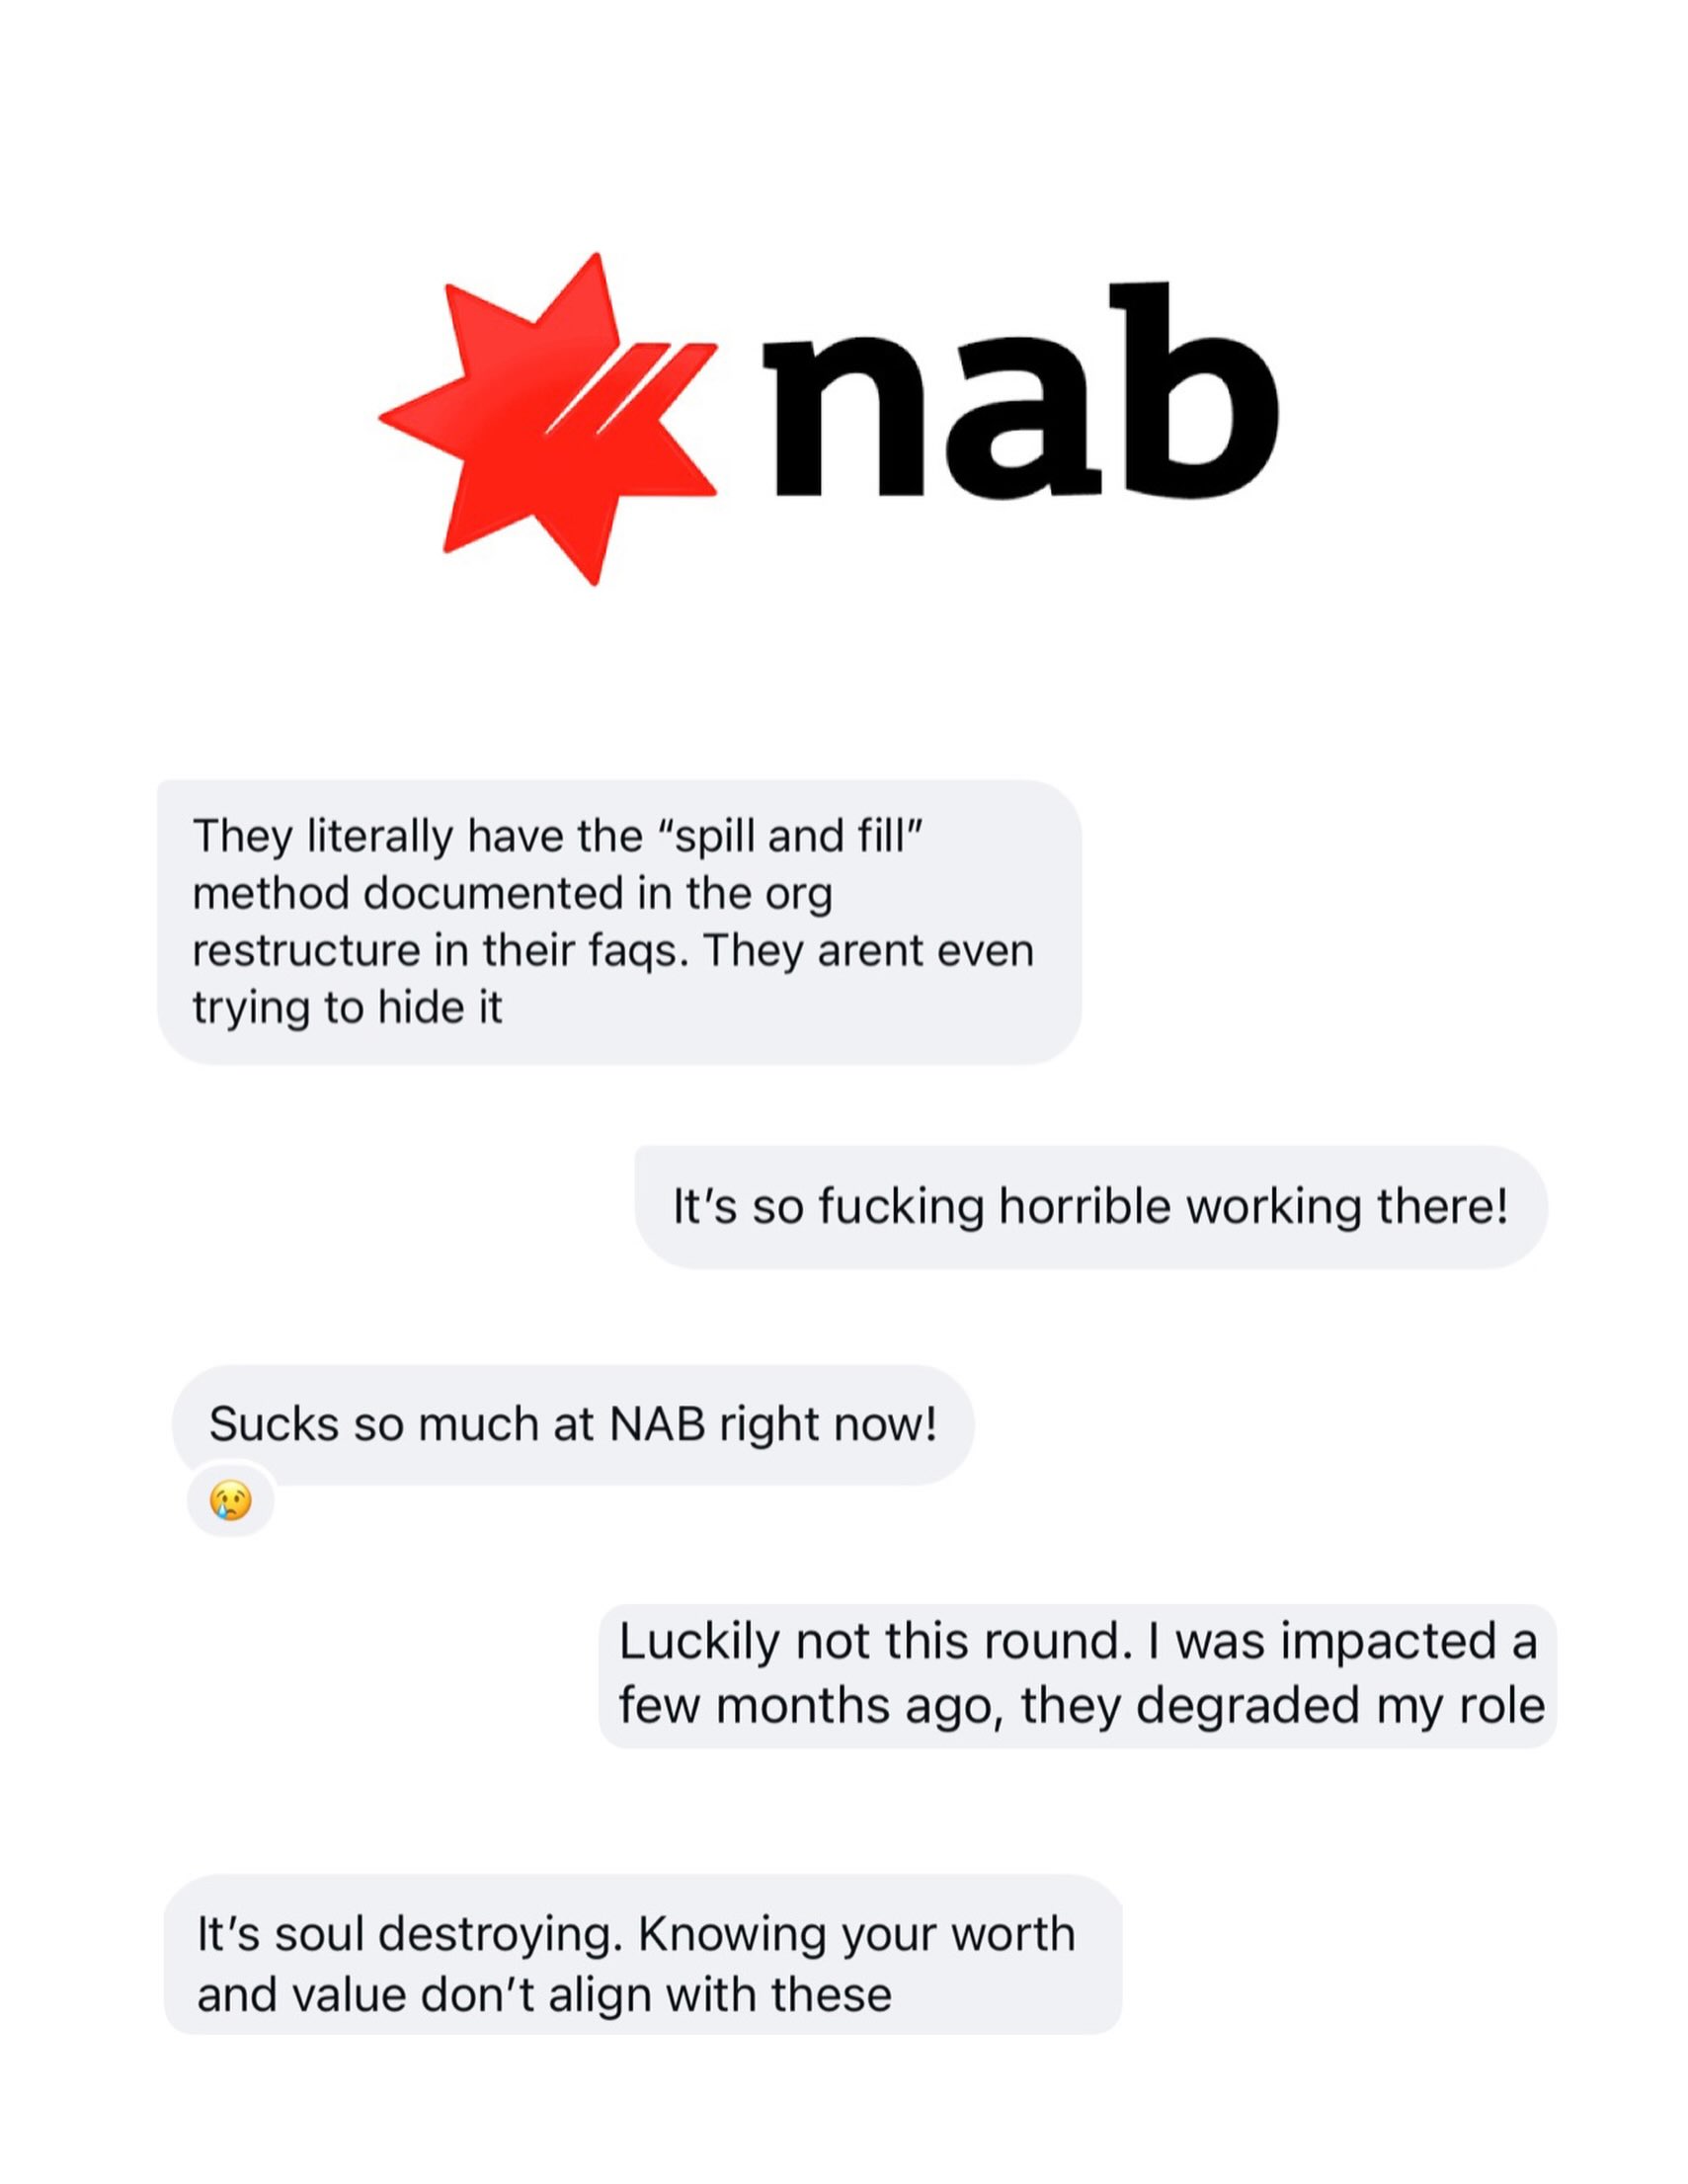 nab
They literally have the “spill and fill”
method documented in the org
restructure in their faqs. They arent even
trying to hide it
It’s so fucking horrible working there!
Sucks so much at NAB right now!
😢
Luckily not this round. I was impacted a
few months ago, they degraded my role
It’s soul destroying. Knowing your worth
and value don’t align with these